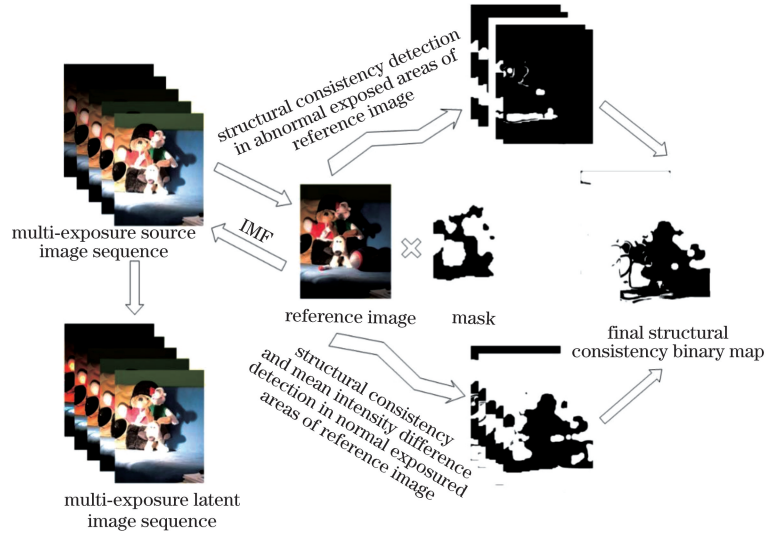 structural consistency detection
in abnormal exposed areas of
reference image
multi-exposure source
image sequence
IMF
reference image
mask
final structural
consistency binary map
structural consistency
and mean intensity difference
detection in normal exposured
areas of reference image
multi-exposure latent
image sequence